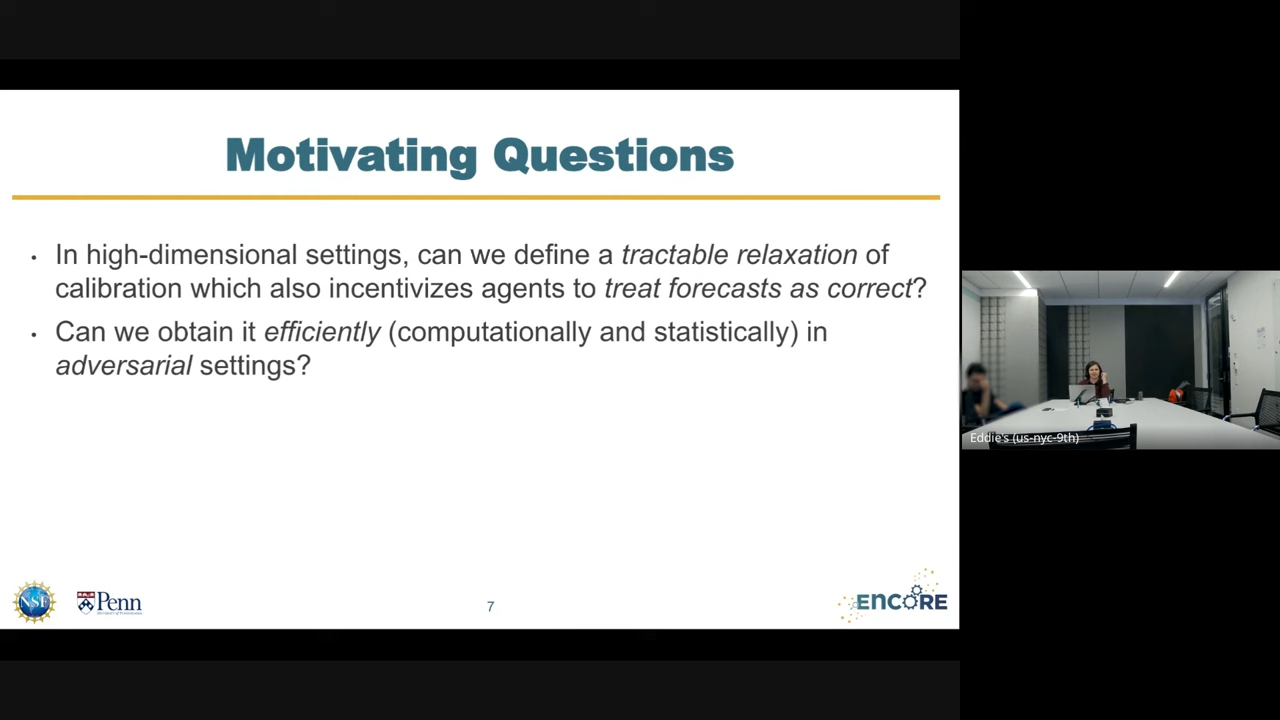 Motivating Questions
• In high-dimensional settings, can we define a tractable relaxation of
calibration which also incentivizes agents to treat forecasts as correct?
• Can we obtain it efficiently (computationally and statistically) in
adversarial settings?
NSF
Penn
7
ENCORE
Eddie's (us-nyc-9th)